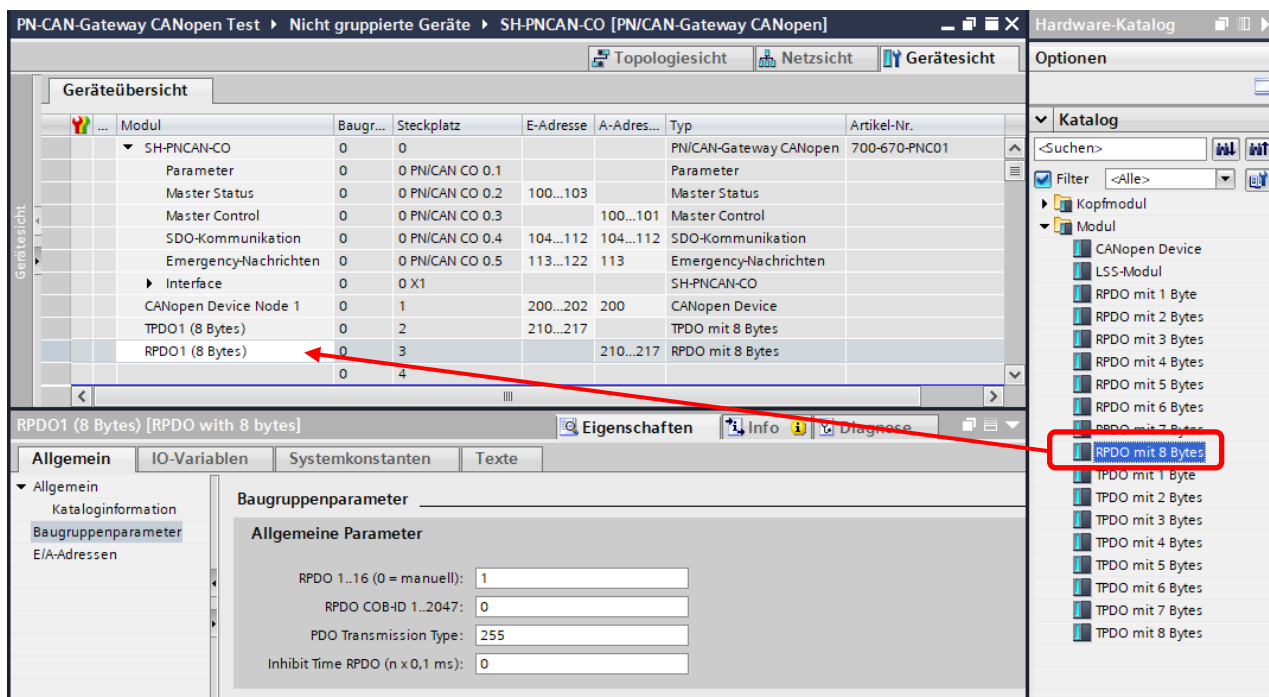 PN-CAN-Gateway CANopen Test ▸ Nicht gruppierte Geräte ▸ SH-PNCAN-CO [PN/CAN-Gateway CANopen]
Topologiesicht Netzsicht Gerätesicht
Geräteübersicht
Gerätesicht
... Modul Baugr... Steckplatz E-Adresse A-Adres... Typ Artikel-Nr.
SH-PNCAN-CO 0 0 PN/CAN-Gateway CANopen 700-670-PNC01
Parameter 0 0 PN/CAN CO 0.1 Parameter
Master Status 0 0 PN/CAN CO 0.2 100...103 Master Status
Master Control 0 0 PN/CAN CO 0.3 100...101 Master Control
SDO-Kommunikation 0 0 PN/CAN CO 0.4 104...112 104...112 SDO-Kommunikation
Emergency-Nachrichten 0 0 PN/CAN CO 0.5 113...122 113 Emergency-Nachrichten
Interface 0 0 X1 SH-PNCAN-CO
CANopen Device Node 1 0 1 200...202 200 CANopen Device
TPDO1 (8 Bytes) 0 2 210...217 TPDO mit 8 Bytes
RPDO1 (8 Bytes) 0 3 210...217 RPDO mit 8 Bytes
0 4
RPDO1 (8 Bytes) [RPDO with 8 bytes]
Eigenschaften Info Diagnose
Allgemein IO-Variablen Systemkonstanten Texte
Allgemein
Kataloginformation
Baugruppenparameter
E/A-Adressen
Baugruppenparameter
Allgemeine Parameter
RPDO 1..16 (0 = manuell): 1
RPDO COB-ID 1..2047: 0
PDO Transmission Type: 255
Inhibit Time RPDO (n x 0,1 ms): 0
Hardware-Katalog
Optionen
Katalog
<Suchen>
Filter <Alle>
Kopfmodul
Modul
CANopen Device
LSS-Modul
RPDO mit 1 Byte
RPDO mit 2 Bytes
RPDO mit 3 Bytes
RPDO mit 4 Bytes
RPDO mit 5 Bytes
RPDO mit 6 Bytes
RPDO mit 7 Bytes
RPDO mit 8 Bytes
TPDO mit 1 Byte
TPDO mit 2 Bytes
TPDO mit 3 Bytes
TPDO mit 4 Bytes
TPDO mit 5 Bytes
TPDO mit 6 Bytes
TPDO mit 7 Bytes
TPDO mit 8 Bytes